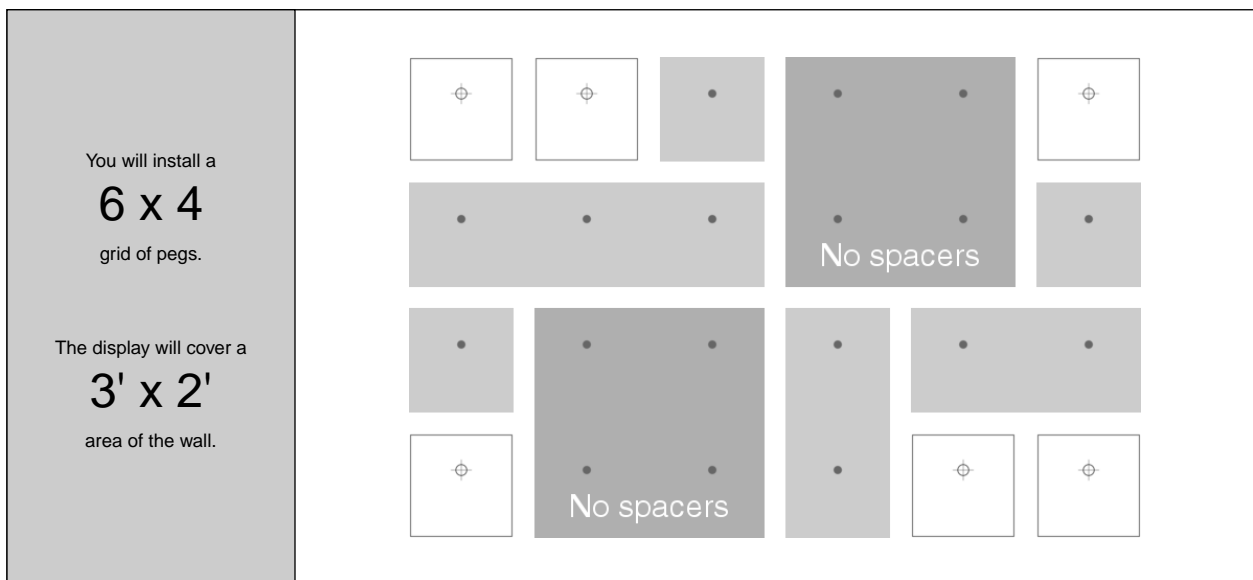 You will install a
6 x 4
grid of pegs.
The display will cover a
3' x 2'
area of the wall.
No spacers
No spacers